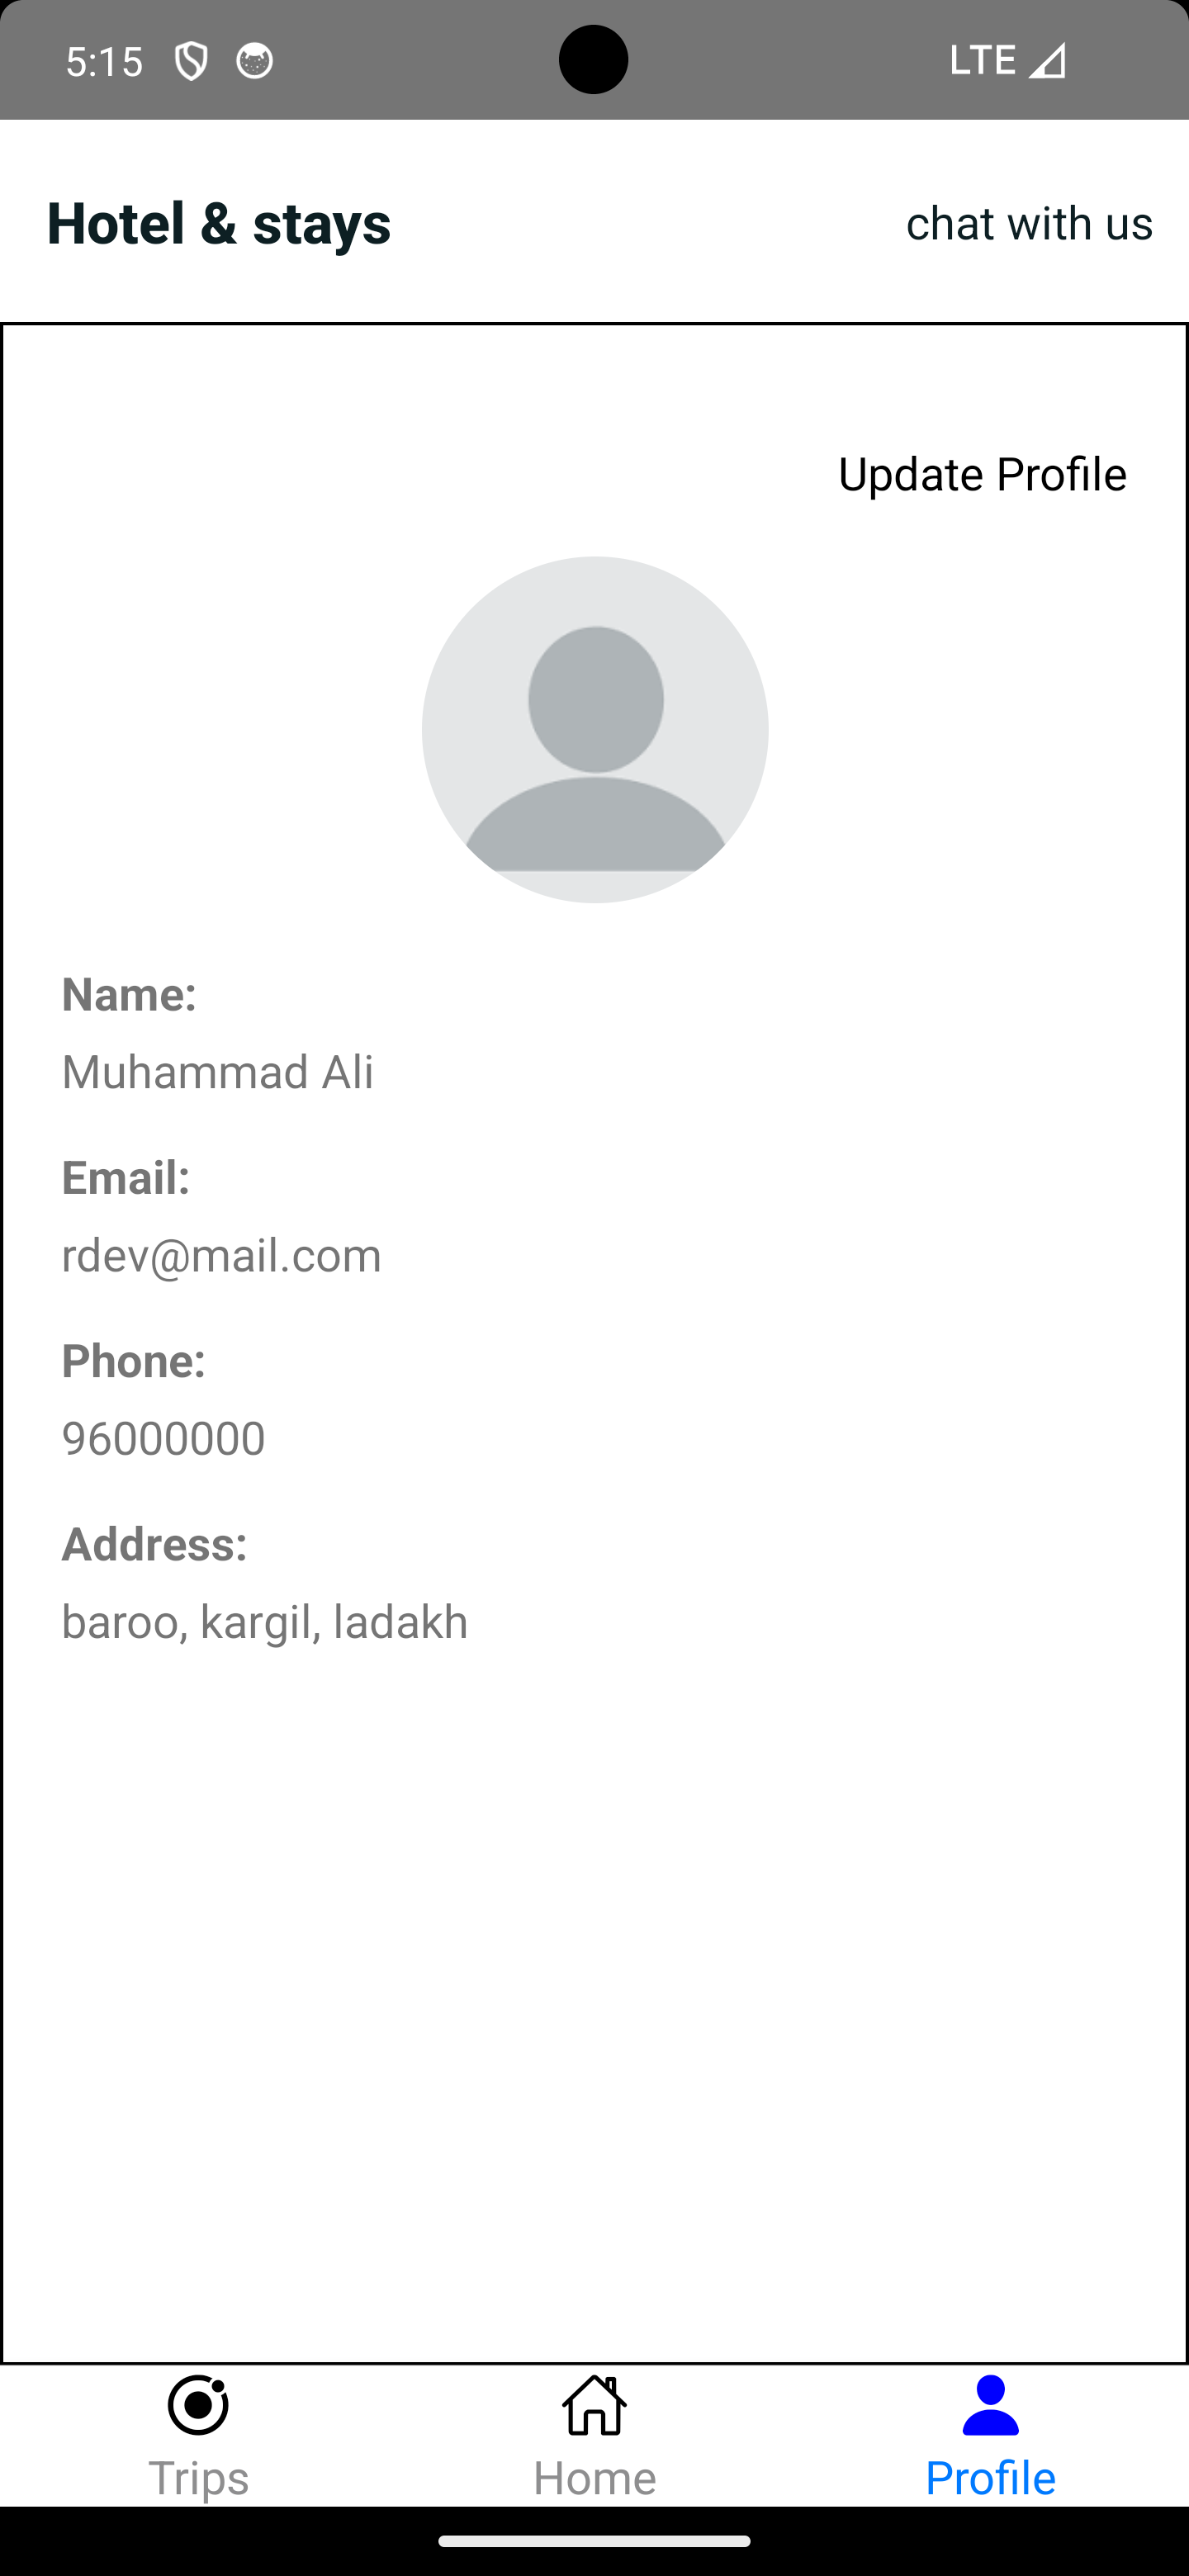 5:15
LTE
Hotel & stays
chat with us
Update Profile
Name:
Muhammad Ali
Email:
rdev@mail.com
Phone:
96000000
Address:
baroo, kargil, ladakh
Trips
Home
Profile